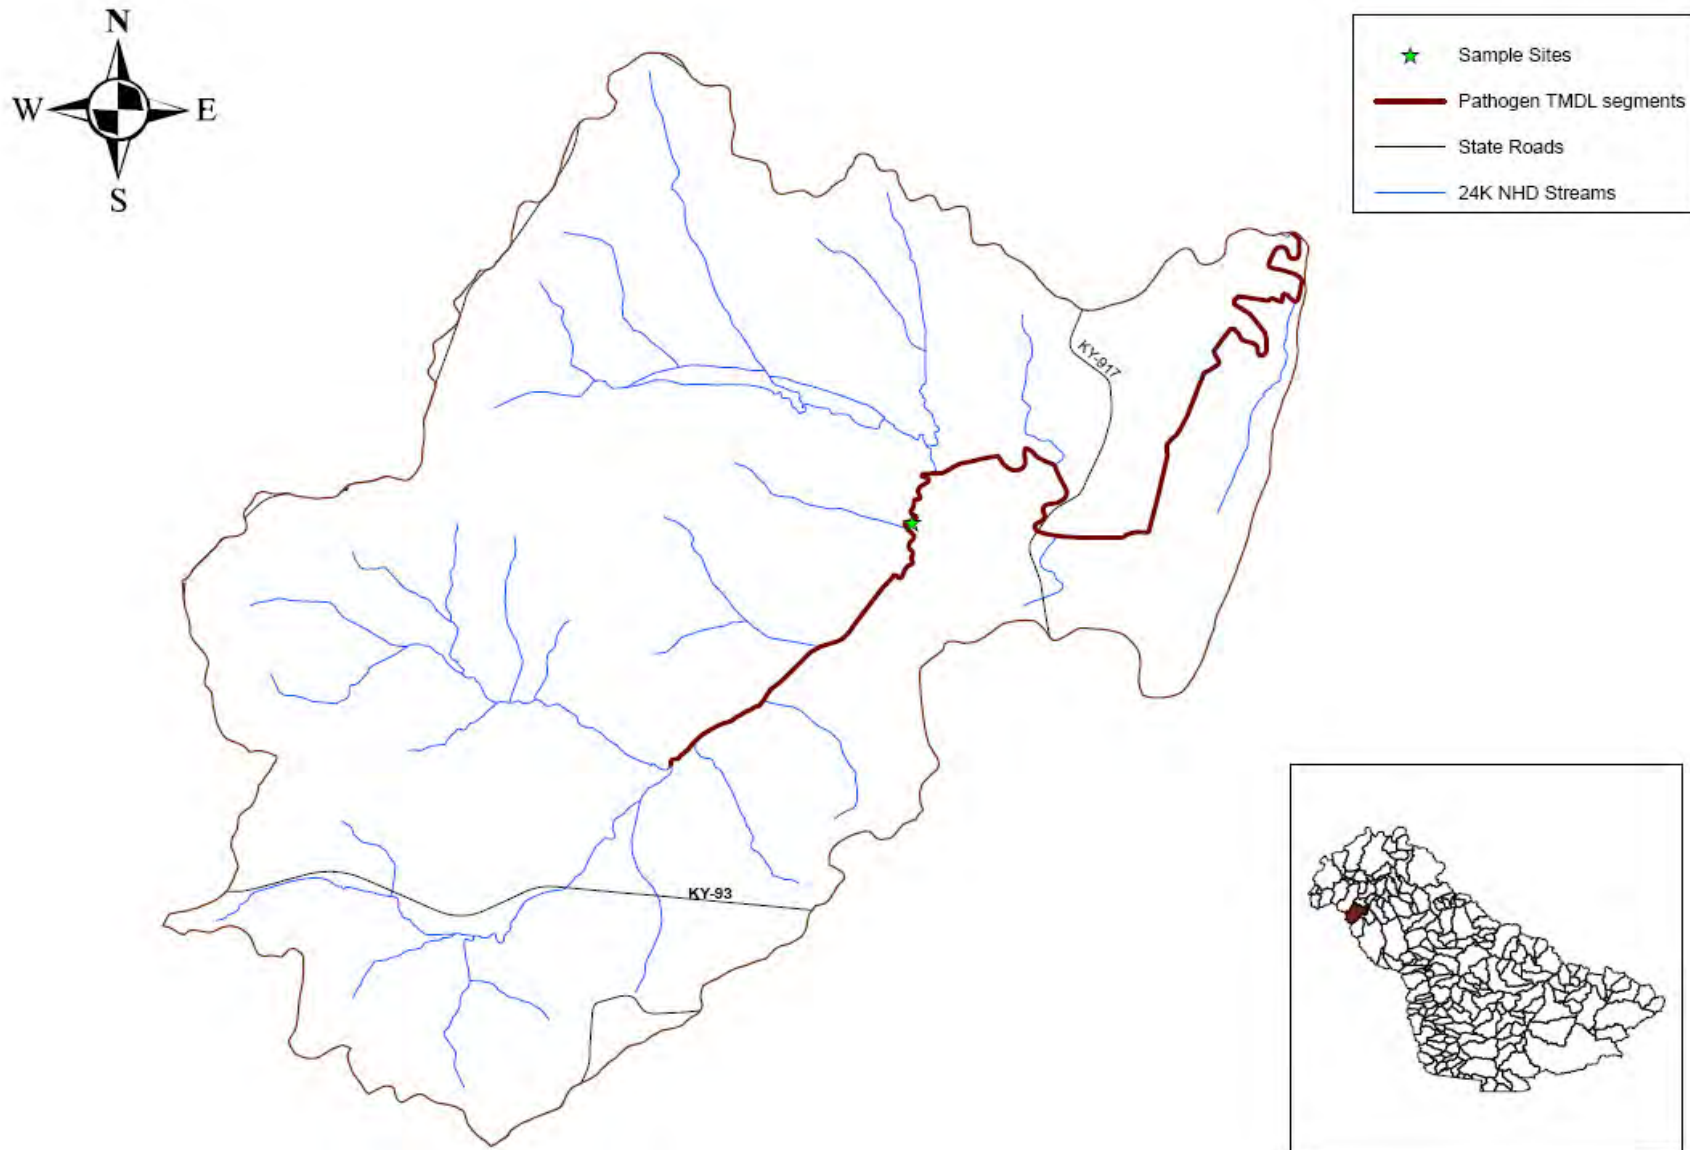 N
W E
S
Sample Sites
Pathogen TMDL segments
State Roads
24K NHD Streams
KY-917
KY-93